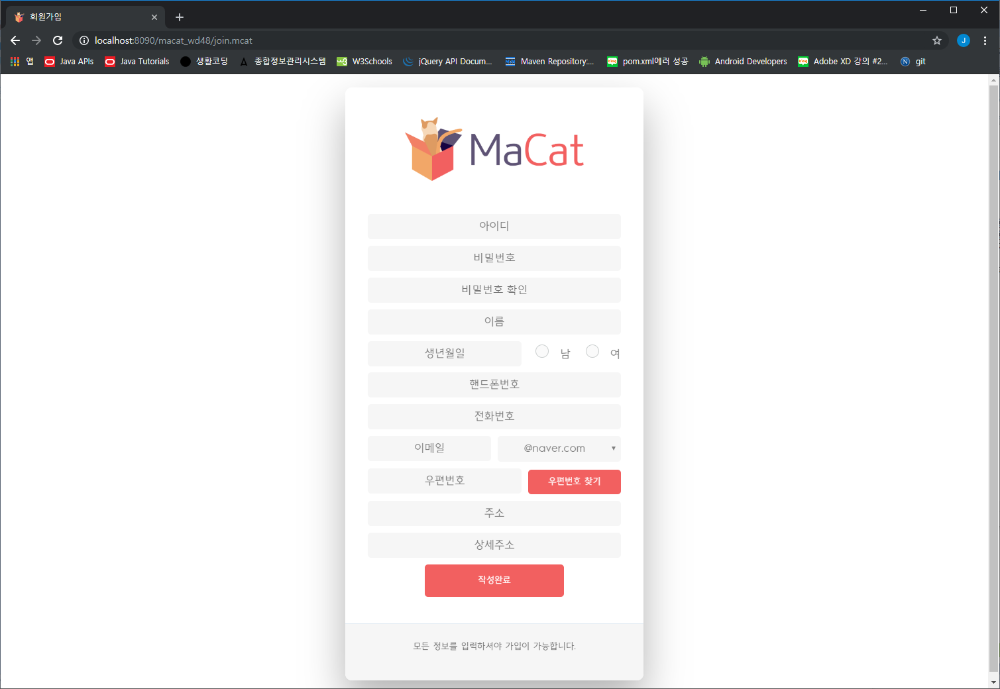 회원가입
localhost:8090/macat_wd48/join.mcat
J
앱 Java APIs Java Tutorials 생활코딩 종합정보관리시스템 W3Schools jQuery API Docum... Maven Repository:... pom.xml에러 성공 Android Developers Adobe XD 강의 #2... git
MaCat
아이디
비밀번호
비밀번호 확인
이름
생년월일 남 여
핸드폰번호
전화번호
이메일 @naver.com
우편번호 우편번호 찾기
주소
상세주소
작성완료
모든 정보를 입력하셔야 가입이 가능합니다.